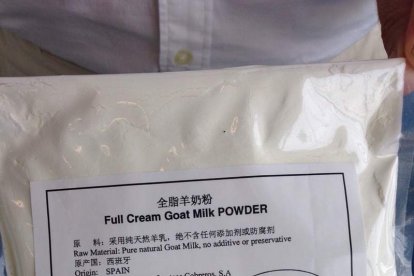 全脂羊奶粉
Full Cream Goat Milk POWDER
原 料: 采用纯天然羊乳，绝不含任何添加剂或防腐剂
Raw Material: Pure natural Goat Milk, no additive or preservative
原产国: 西班牙
Origin: SPAIN
Cobreros, S.A